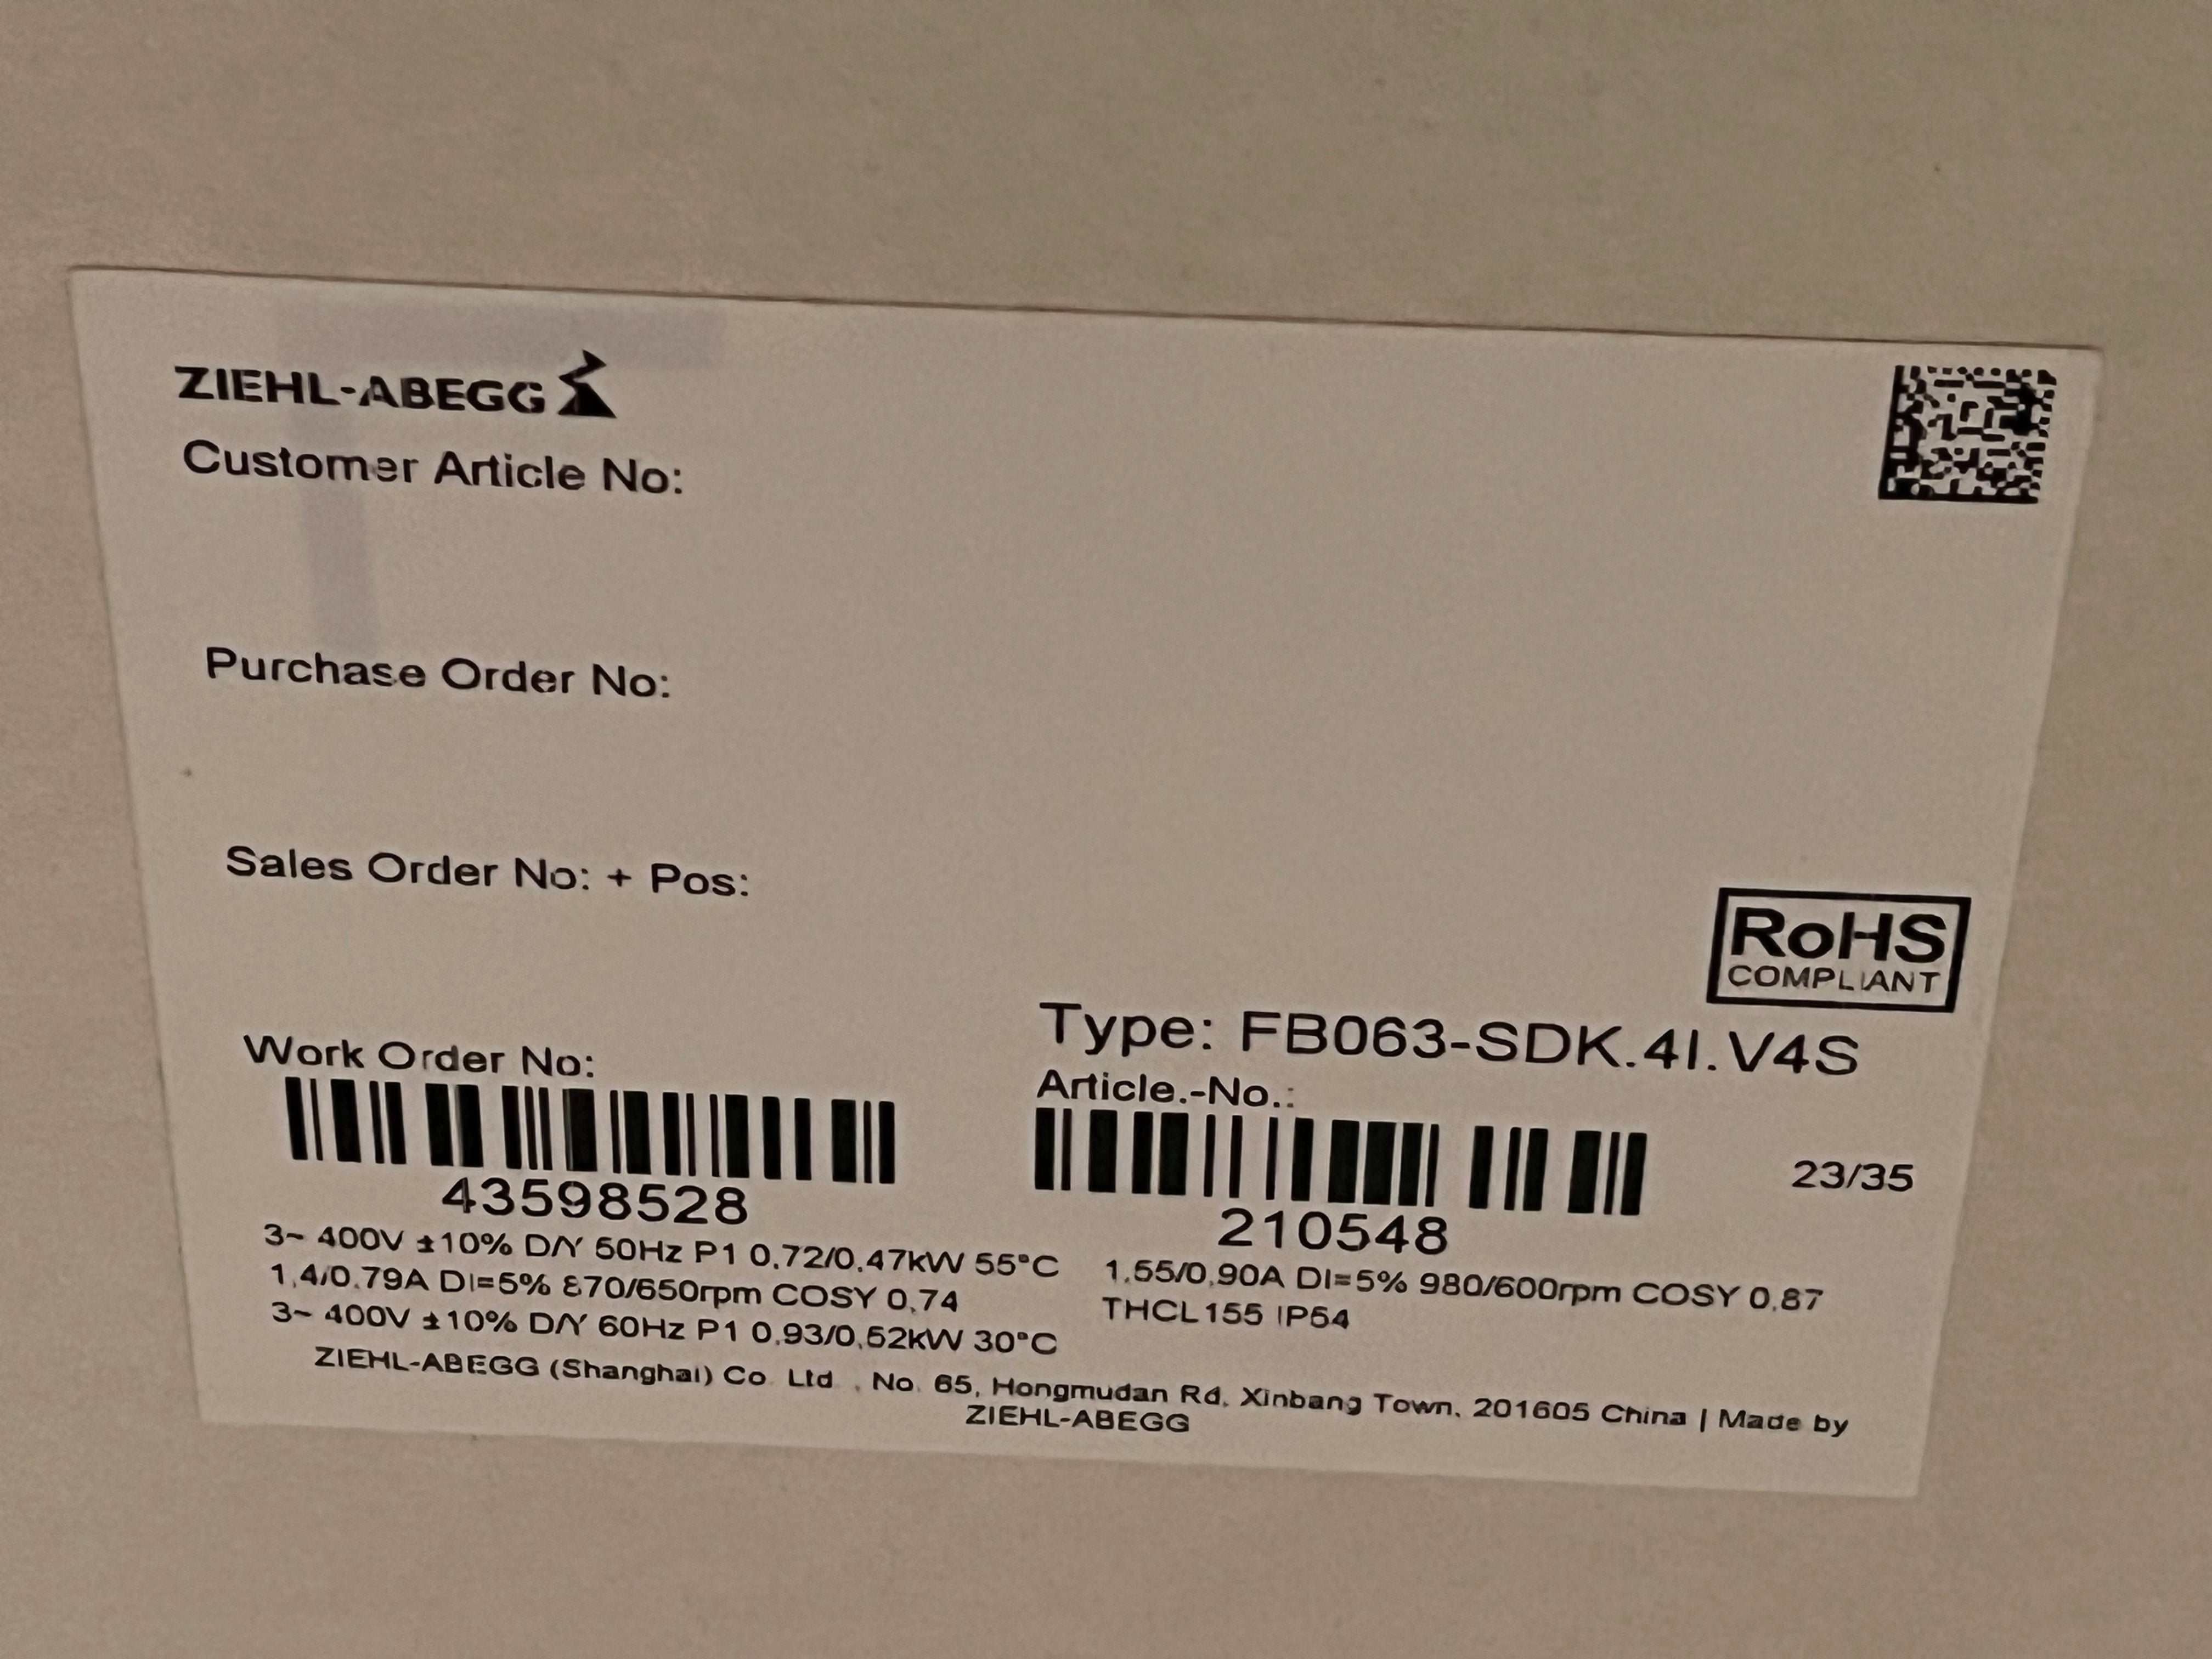 ZIEHL-ABEGG
Customer Article No:
Purchase Order No:
Sales Order No: + Pos:
RoHS
COMPLIANT
Type: FB063-SDK.4I.V4S
Work Order No:
Article.-No.:
43598528
210548
23/35
3~ 400V ±10% D/Y 50Hz P1 0,72/0,47kW 55°C
1,4/0,79A DI=5% 870/650rpm COSY 0,74
3~ 400V ±10% D/Y 60Hz P1 0,93/0,52kW 30°C
1,55/0,90A DI=5% 980/600rpm COSY 0,87
THCL155 IP54
ZIEHL-ABEGG (Shanghai) Co. Ltd., No. 65, Hongmudan Rd, Xinbang Town, 201605 China | Made by
ZIEHL-ABEGG